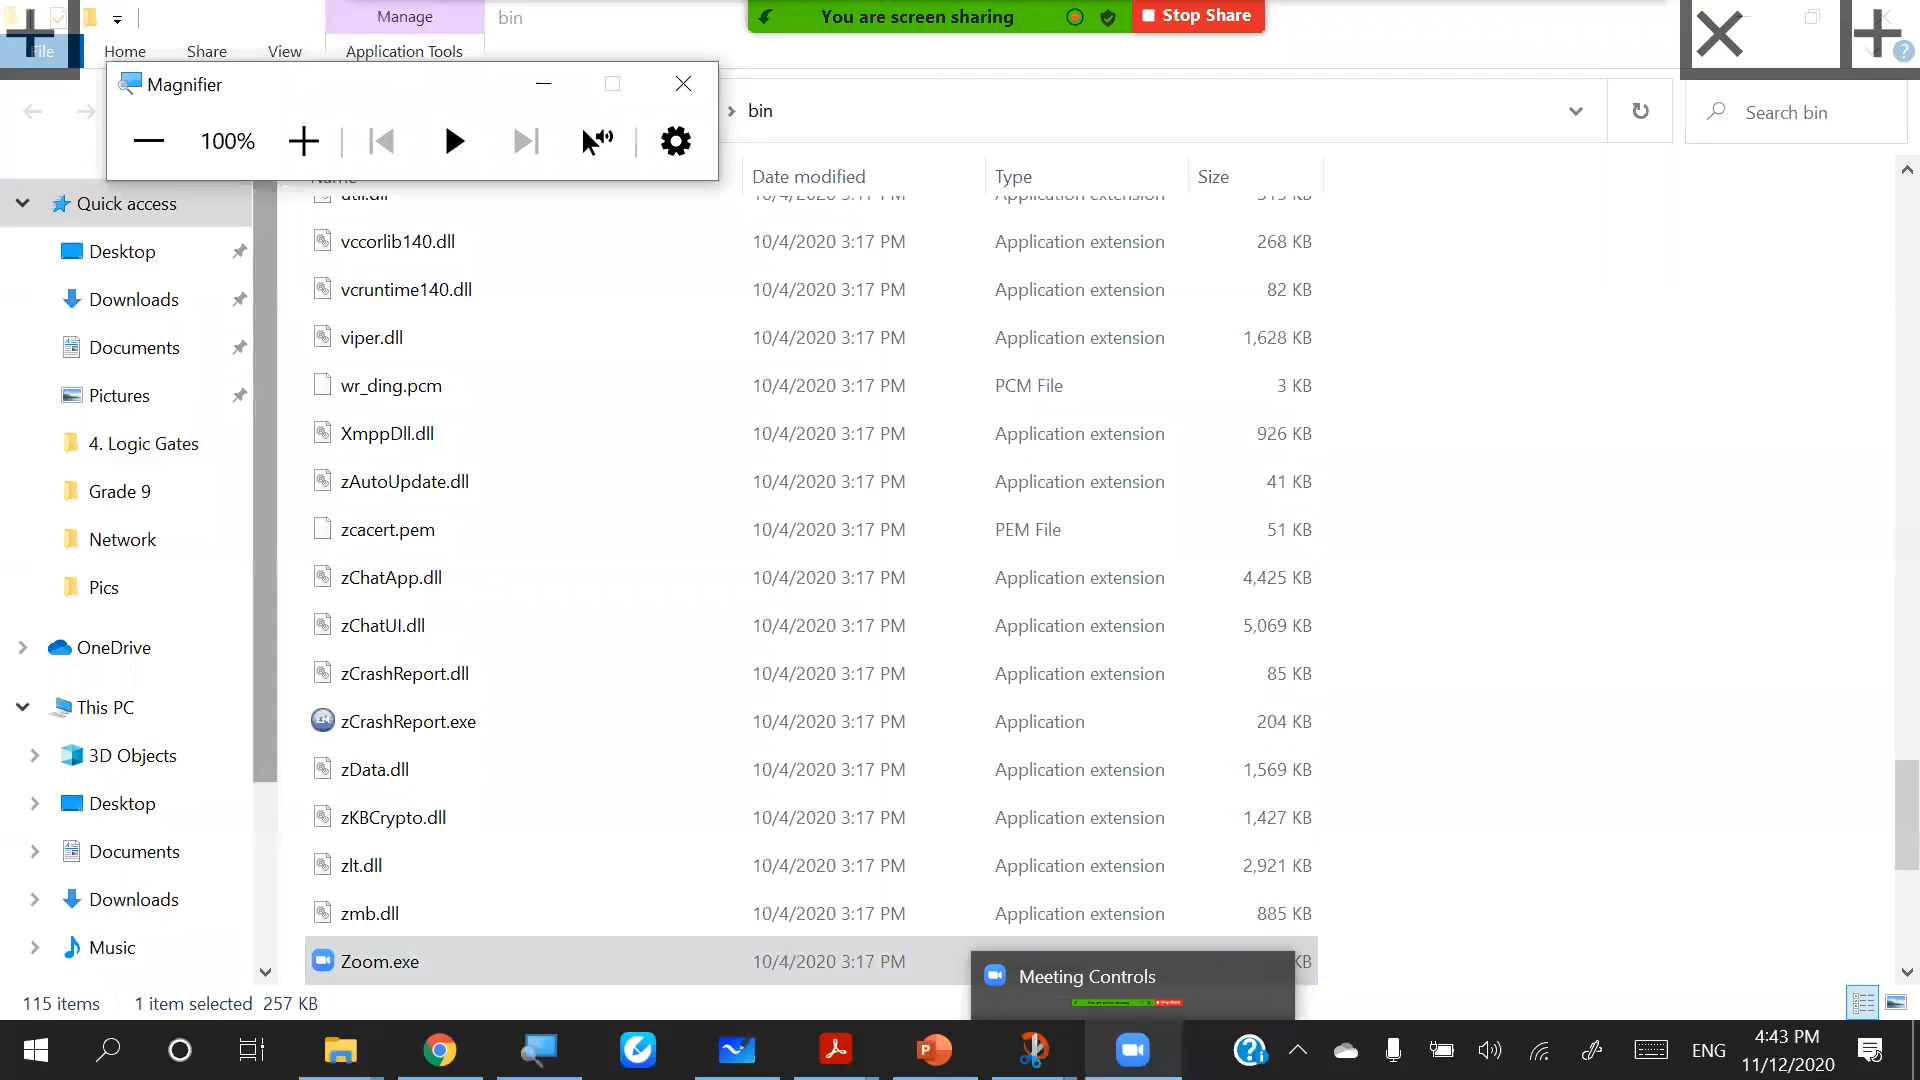 Manage
bin
You are screen sharing
Stop Share
File
Home
Share
View
Application Tools
Magnifier
100%
bin
Search bin
Date modified
Type
Size
Quick access
Desktop
Downloads
Documents
Pictures
4. Logic Gates
Grade 9
Network
Pics
OneDrive
This PC
3D Objects
Desktop
Documents
Downloads
Music
vccorlib140.dll 10/4/2020 3:17 PM Application extension 268 KB
vcruntime140.dll 10/4/2020 3:17 PM Application extension 82 KB
viper.dll 10/4/2020 3:17 PM Application extension 1,628 KB
wr_ding.pcm 10/4/2020 3:17 PM PCM File 3 KB
XmppDll.dll 10/4/2020 3:17 PM Application extension 926 KB
zAutoUpdate.dll 10/4/2020 3:17 PM Application extension 41 KB
zcacert.pem 10/4/2020 3:17 PM PEM File 51 KB
zChatApp.dll 10/4/2020 3:17 PM Application extension 4,425 KB
zChatUI.dll 10/4/2020 3:17 PM Application extension 5,069 KB
zCrashReport.dll 10/4/2020 3:17 PM Application extension 85 KB
zCrashReport.exe 10/4/2020 3:17 PM Application 204 KB
zData.dll 10/4/2020 3:17 PM Application extension 1,569 KB
zKBCrypto.dll 10/4/2020 3:17 PM Application extension 1,427 KB
zlt.dll 10/4/2020 3:17 PM Application extension 2,921 KB
zmb.dll 10/4/2020 3:17 PM Application extension 885 KB
Zoom.exe 10/4/2020 3:17 PM KB
Meeting Controls
115 items 1 item selected 257 KB
ENG
4:43 PM
11/12/2020